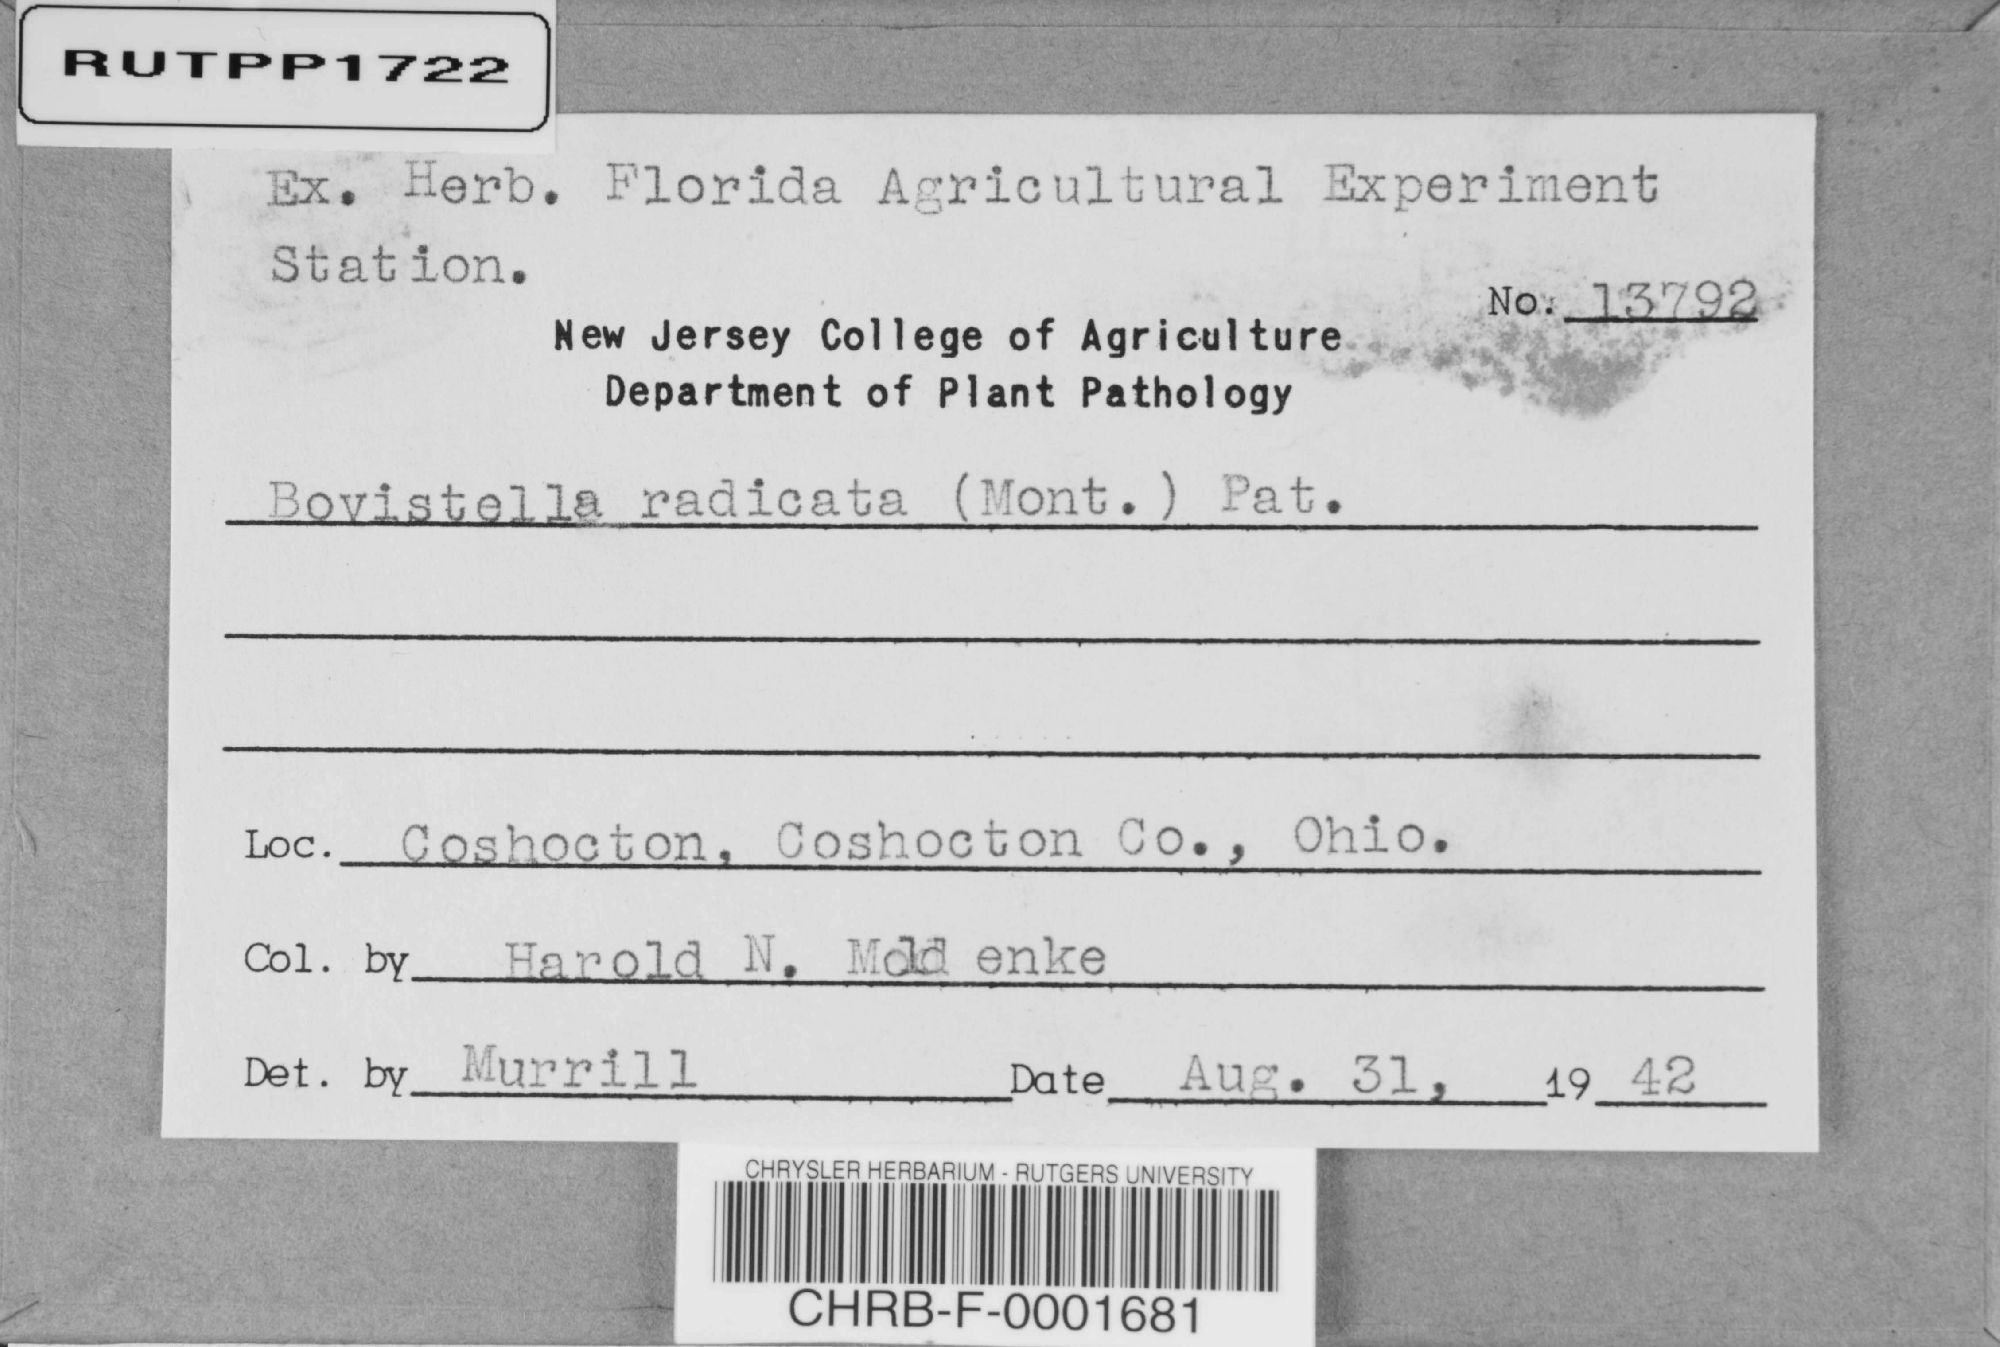 RUTPP1722
Ex. Herb. Florida Agricultural Experiment
Station.
No. 13792
New Jersey College of Agriculture
Department of Plant Pathology
Bovistella radicata (Mont.) Pat.
Loc. Coshocton, Coshocton Co., Ohio.
Col. by Harold N. Moldenke
Det. by Murrill Date Aug. 31, 1942
CHRYSLER HERBARIUM - RUTGERS UNIVERSITY
CHRB-F-0001681